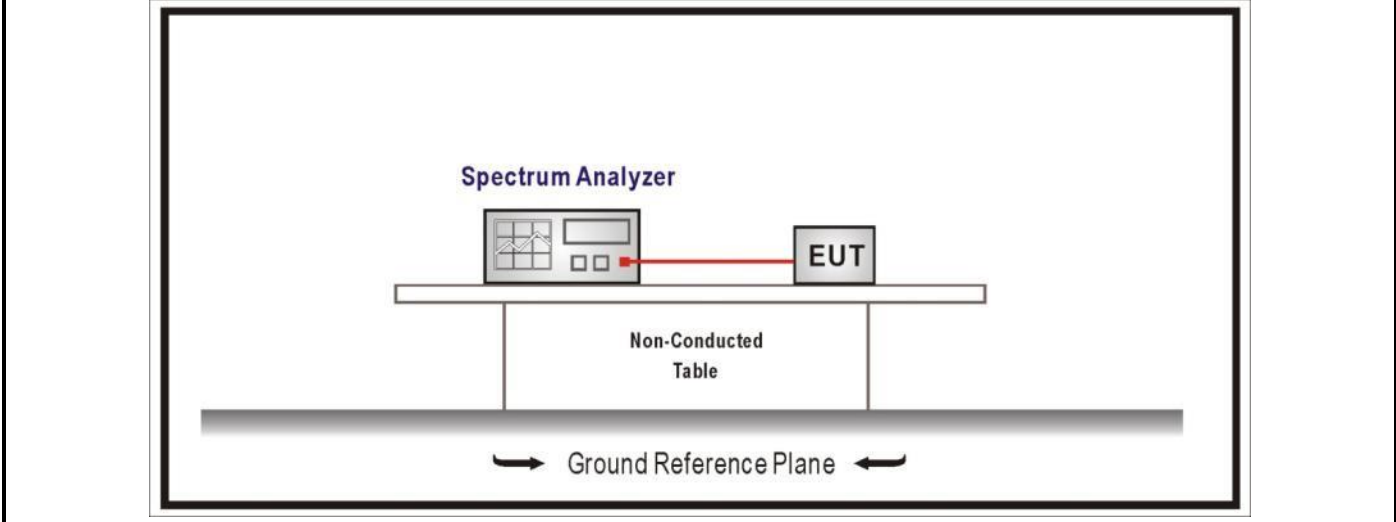 Spectrum Analyzer
EUT
Non-Conducted
Table
Ground Reference Plane